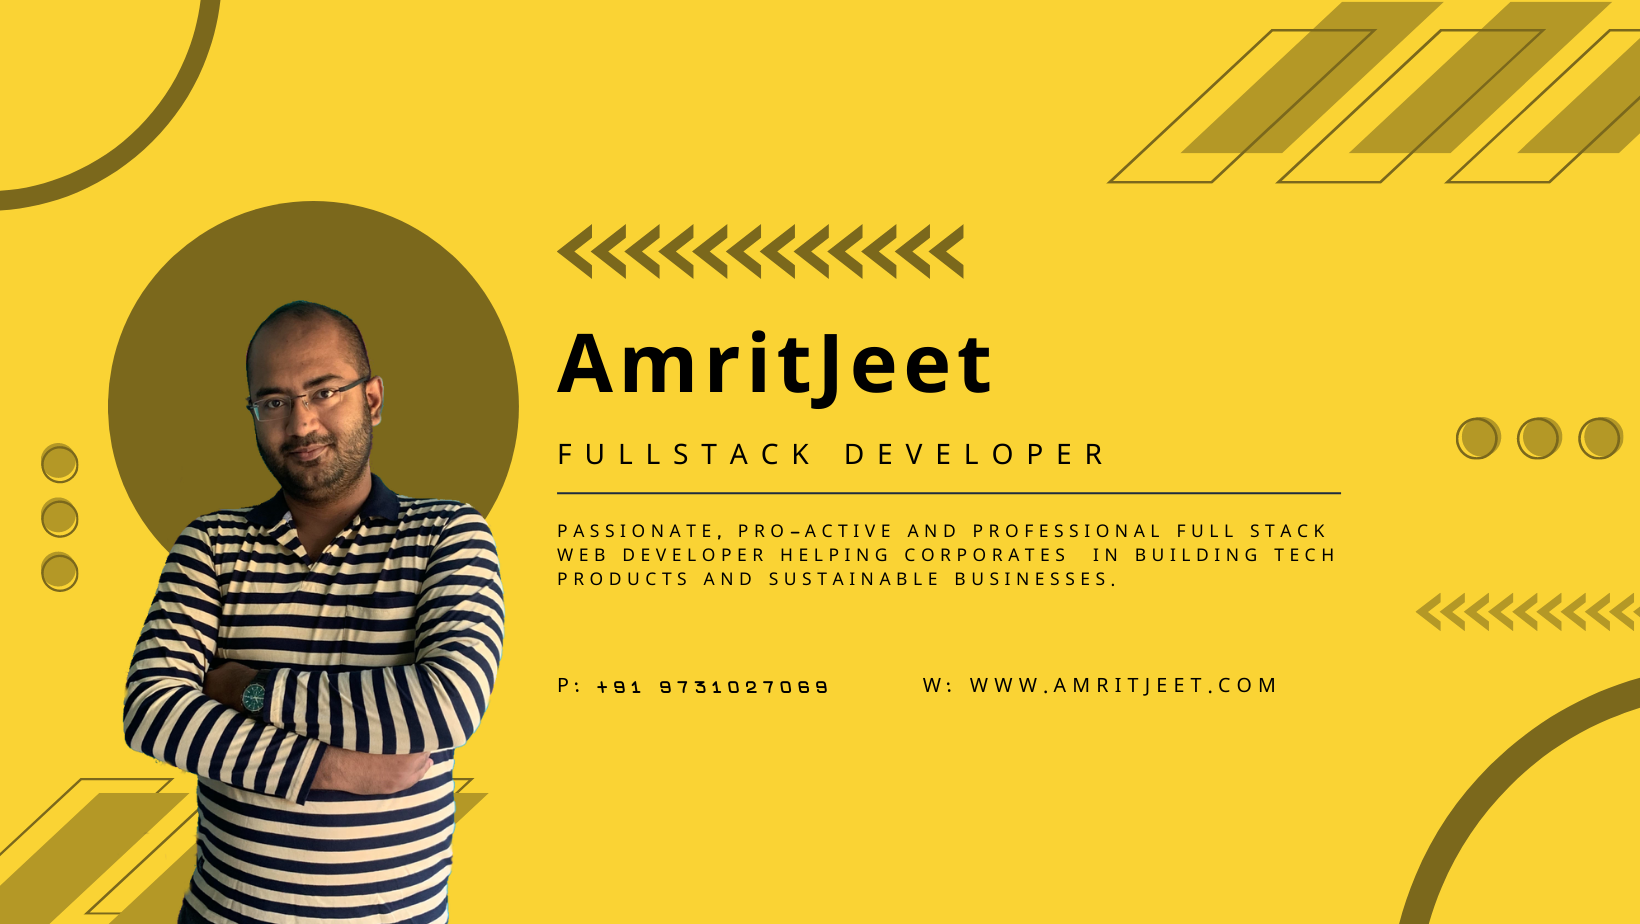 AmritJeet
FULLSTACK DEVELOPER
PASSIONATE, PRO-ACTIVE AND PROFESSIONAL FULL STACK
WEB DEVELOPER HELPING CORPORATES IN BUILDING TECH
PRODUCTS AND SUSTAINABLE BUSINESSES.
P: +91 9731027069 W: WWW.AMRITJEET.COM